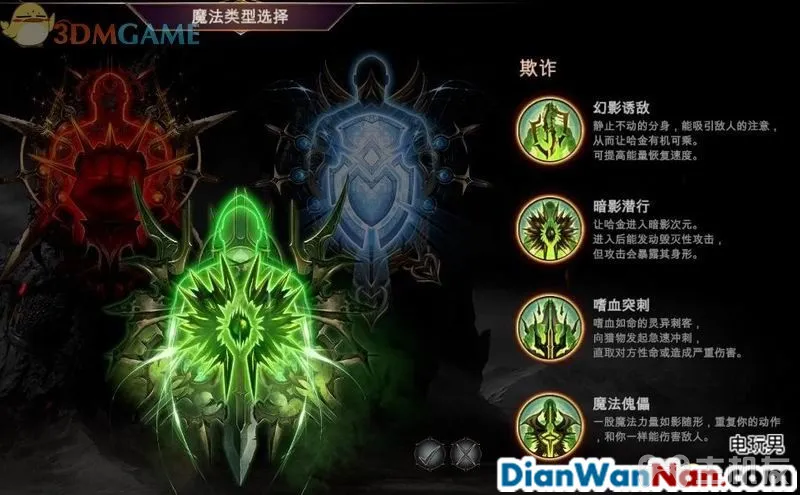 3DMGAME
魔法类型选择
欺诈
幻影诱敌
静止不动的分身，能吸引敌人的注意，
从而让哈金有机可乘。
可提高能量恢复速度。
暗影潜行
让哈金进入暗影次元。
进入后能发动毁灭性攻击，
但攻击会暴露其身形。
嗜血突刺
嗜血如命的灵异刺客，
向猎物发起急速冲刺，
直取对方性命或造成严重伤害。
魔法傀儡
一股魔法力量如影随形，重复你的动作
，和你一样能伤害敌人。
电玩男
DianWanNan.com